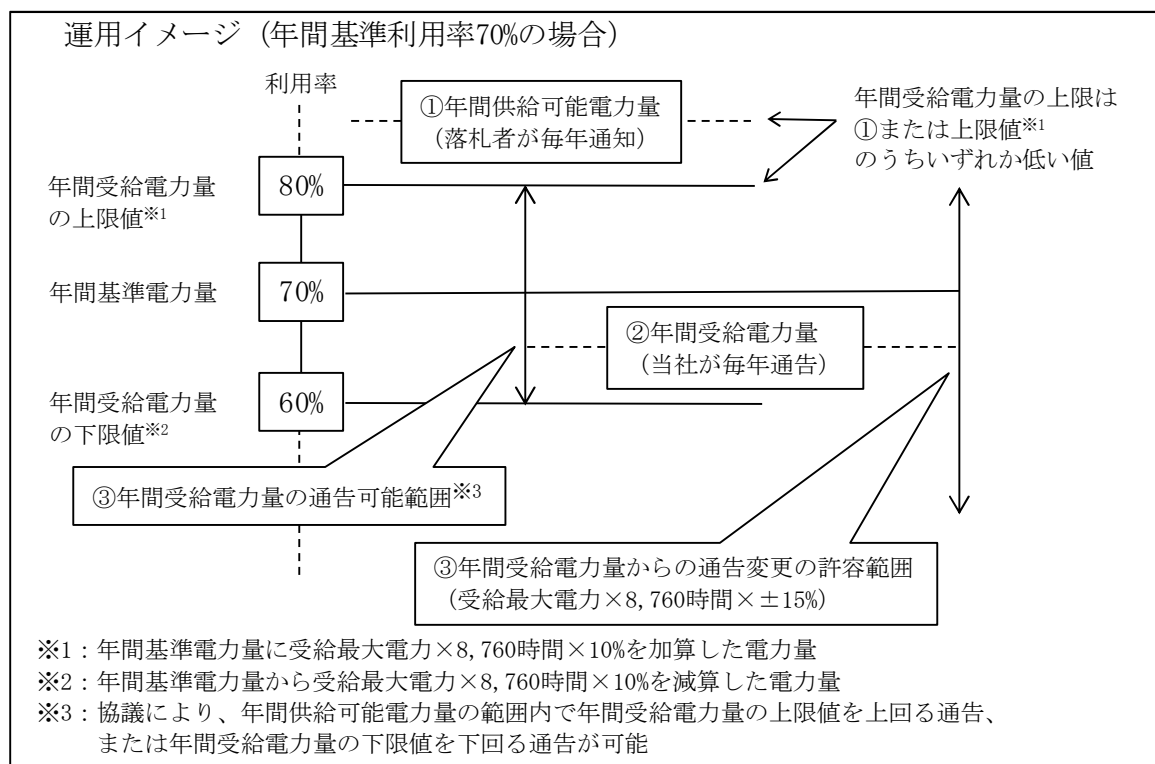 運用イメージ（年間基準利用率70%の場合）
利用率
①年間供給可能電力量
（落札者が毎年通知）
年間受給電力量の上限は
①または上限値※1
のうちいずれか低い値
年間受給電力量
の上限値※1
80%
年間基準電力量
70%
②年間受給電力量
（当社が毎年通告）
年間受給電力量
の下限値※2
60%
③年間受給電力量の通告可能範囲※3
③年間受給電力量からの通告変更の許容範囲
（受給最大電力×8,760時間×±15%）
※1：年間基準電力量に受給最大電力×8,760時間×10%を加算した電力量
※2：年間基準電力量から受給最大電力×8,760時間×10%を減算した電力量
※3：協議により、年間供給可能電力量の範囲内で年間受給電力量の上限値を上回る通告、
または年間受給電力量の下限値を下回る通告が可能